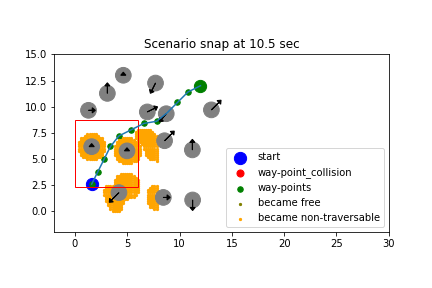 Scenario snap at 10.5 sec
15.0
12.5
10.0
7.5
5.0
2.5
0.0
0 5 10 15 20 25 30
start
way-point_collision
way-points
became free
became non-traversable